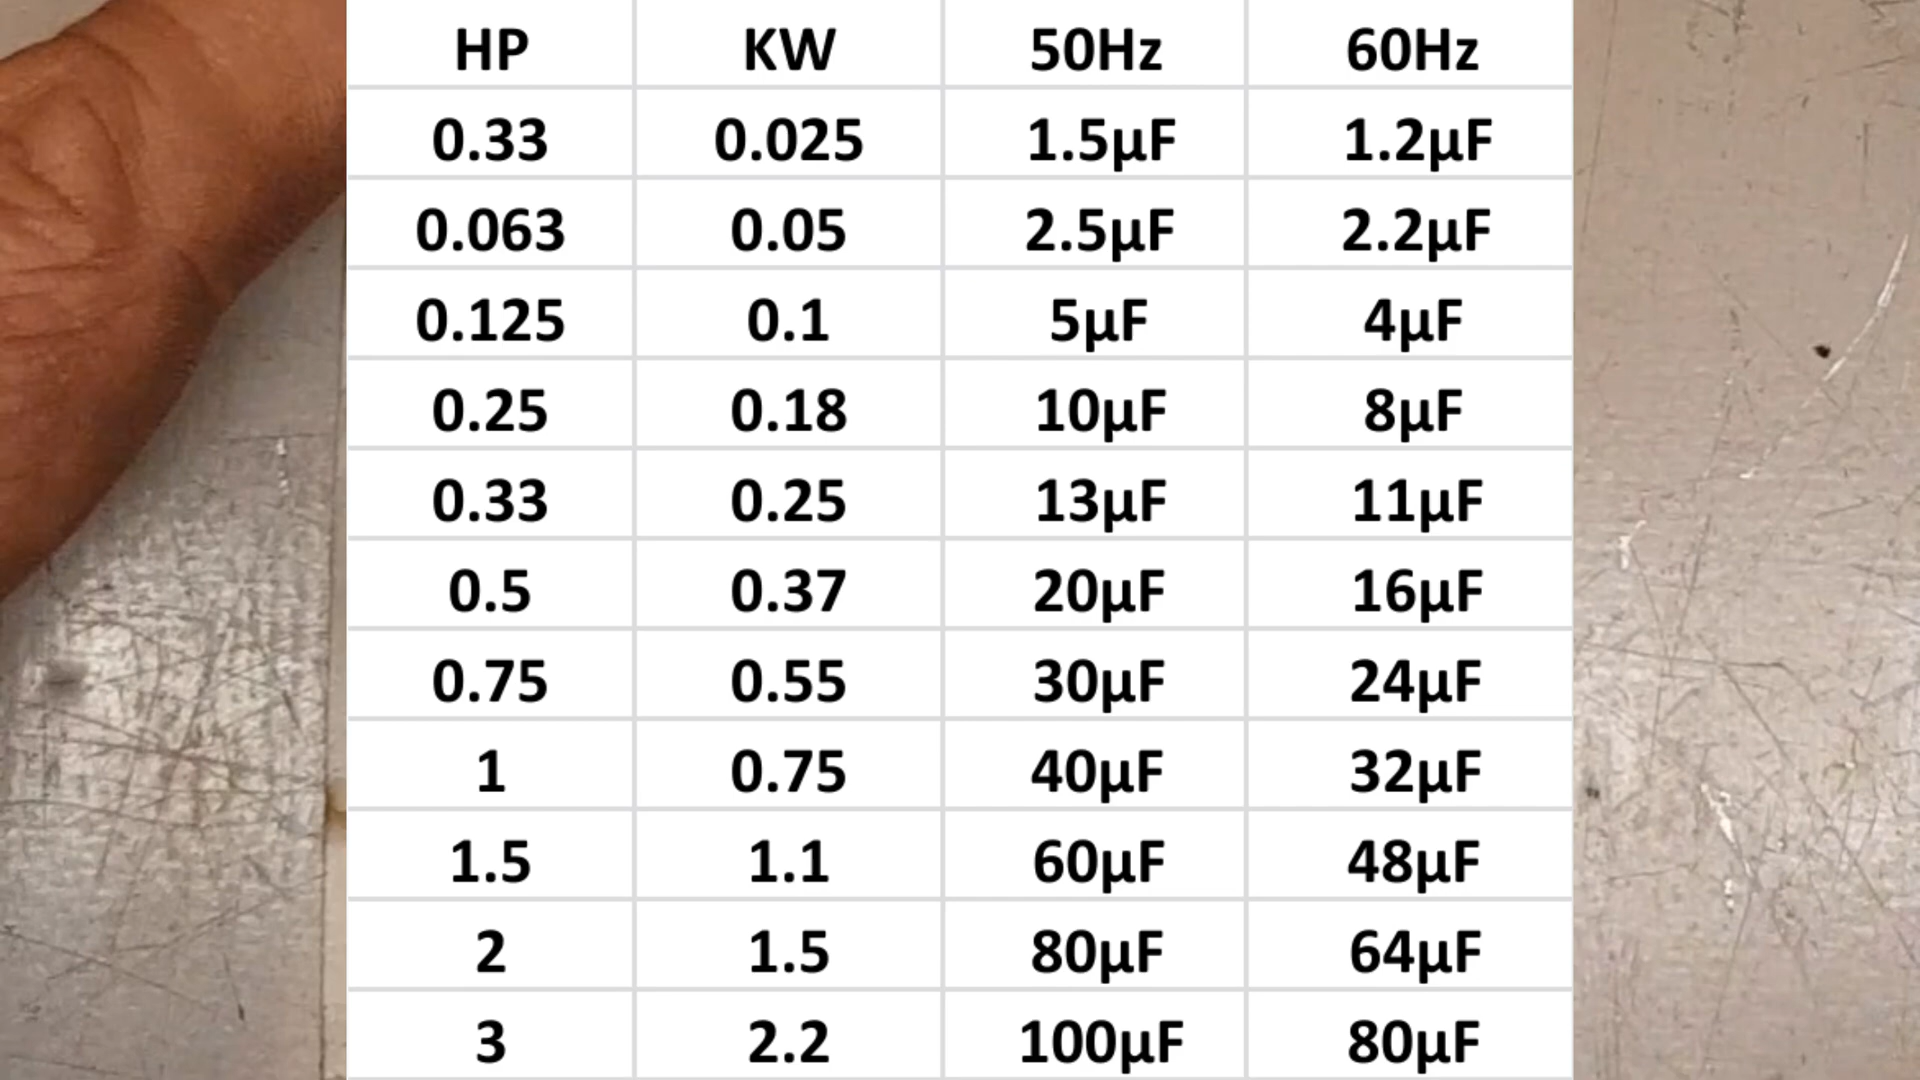 HP KW 50Hz 60Hz
0.33 0.025 1.5µF 1.2µF
0.063 0.05 2.5µF 2.2µF
0.125 0.1 5µF 4µF
0.25 0.18 10µF 8µF
0.33 0.25 13µF 11µF
0.5 0.37 20µF 16µF
0.75 0.55 30µF 24µF
1 0.75 40µF 32µF
1.5 1.1 60µF 48µF
2 1.5 80µF 64µF
3 2.2 100µF 80µF